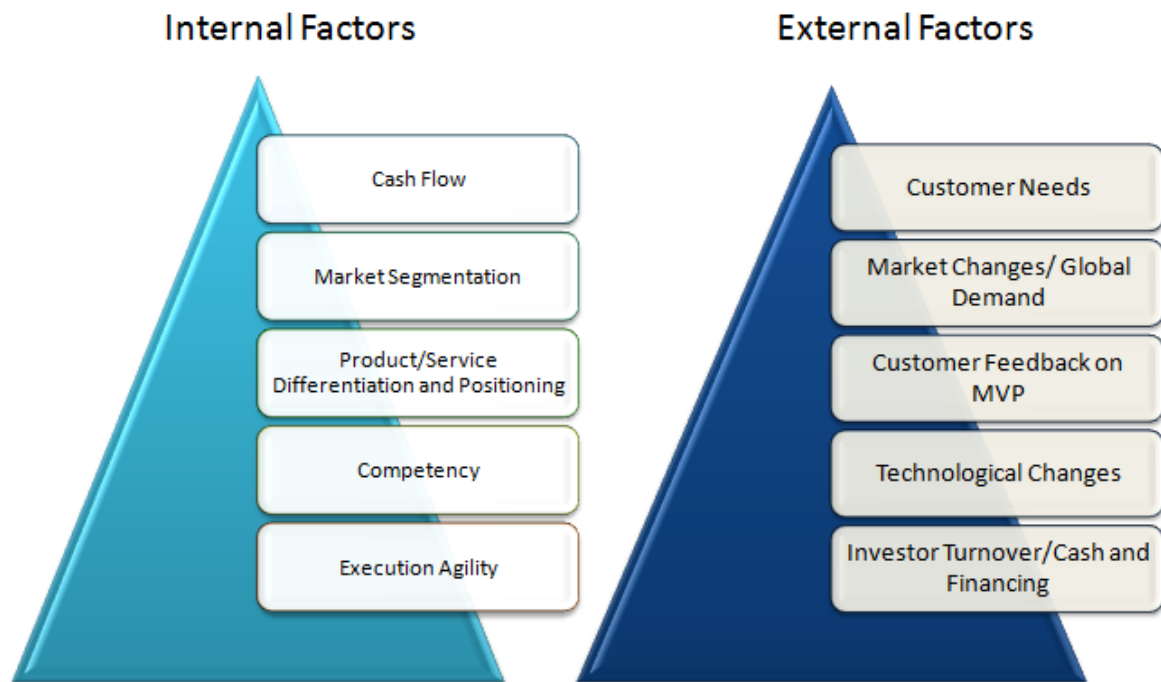 Internal Factors
Cash Flow
Market Segmentation
Product/Service
Differentiation and Positioning
Competency
Execution Agility
External Factors
Customer Needs
Market Changes/ Global
Demand
Customer Feedback on
MVP
Technological Changes
Investor Turnover/Cash and
Financing